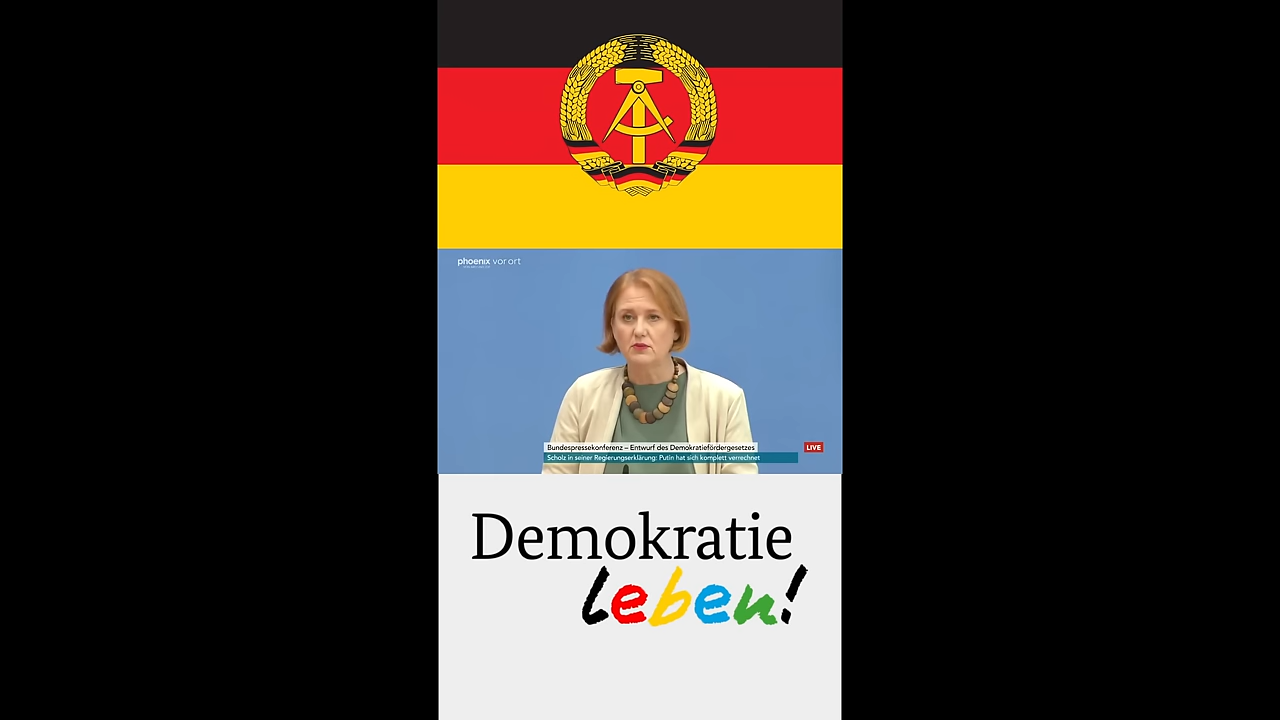 phoenix vor ort
Bundespressekonferenz – Entwurf des Demokratiefördergesetzes
LIVE
Scholz in seiner Regierungserklärung: Putin hat sich komplett verrechnet
Demokratie
leben!